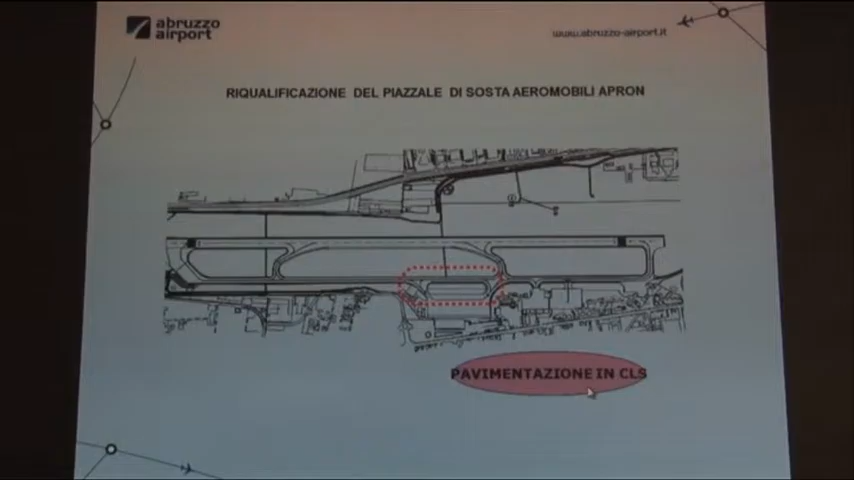 abruzzo
airport
www.abruzzo-airport.it
RIQUALIFICAZIONE DEL PIAZZALE DI SOSTA AEROMOBILI APRON
PAVIMENTAZIONE IN CLS